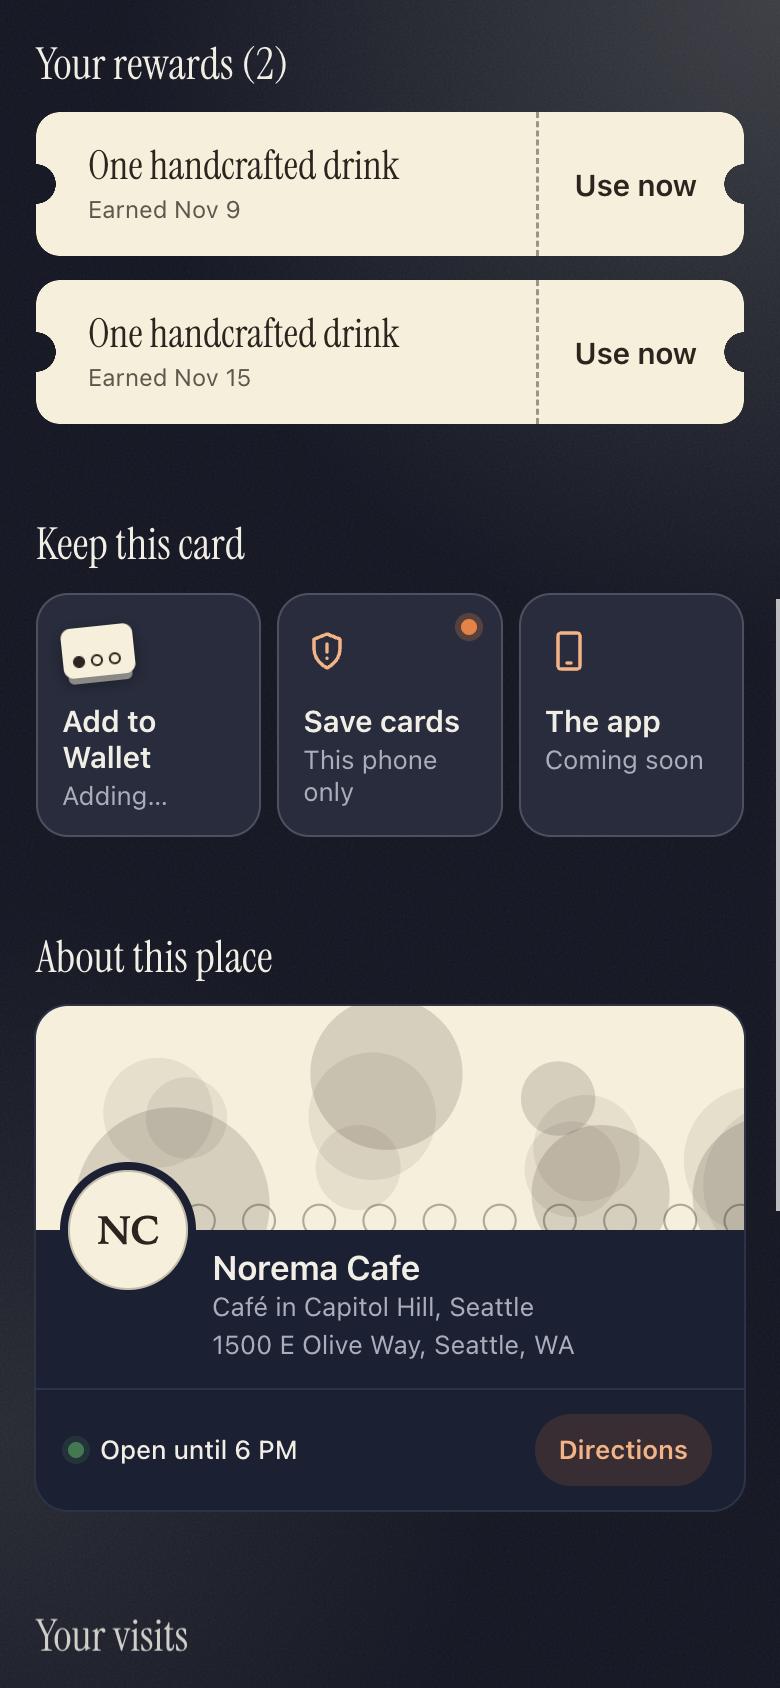 Your rewards (2)
One handcrafted drink
Earned Nov 9
Use now
One handcrafted drink
Earned Nov 15
Use now
Keep this card
Add to
Wallet
Adding...
Save cards
This phone
only
The app
Coming soon
About this place
NC
Norema Cafe
Café in Capitol Hill, Seattle
1500 E Olive Way, Seattle, WA
Open until 6 PM
Directions
Your visits